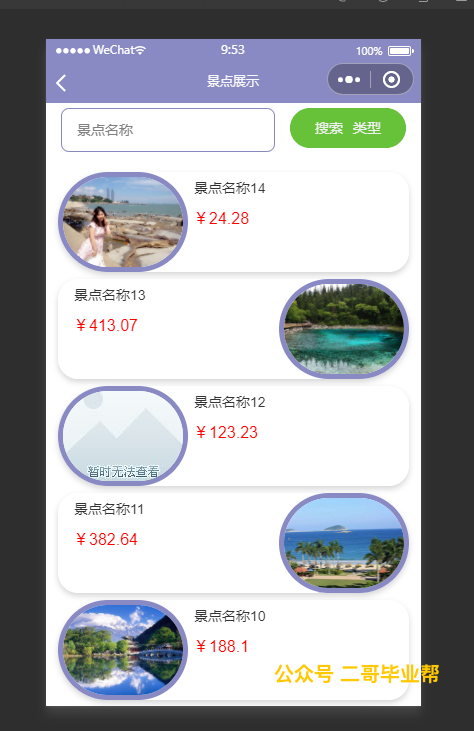 ●●●●● WeChat 9:53 100%
景点展示
景点名称 搜索 类型
景点名称14
￥24.28
景点名称13
￥413.07
景点名称12
￥123.23
暂时无法查看
景点名称11
￥382.64
景点名称10
￥188.1
公众号 二哥毕业帮